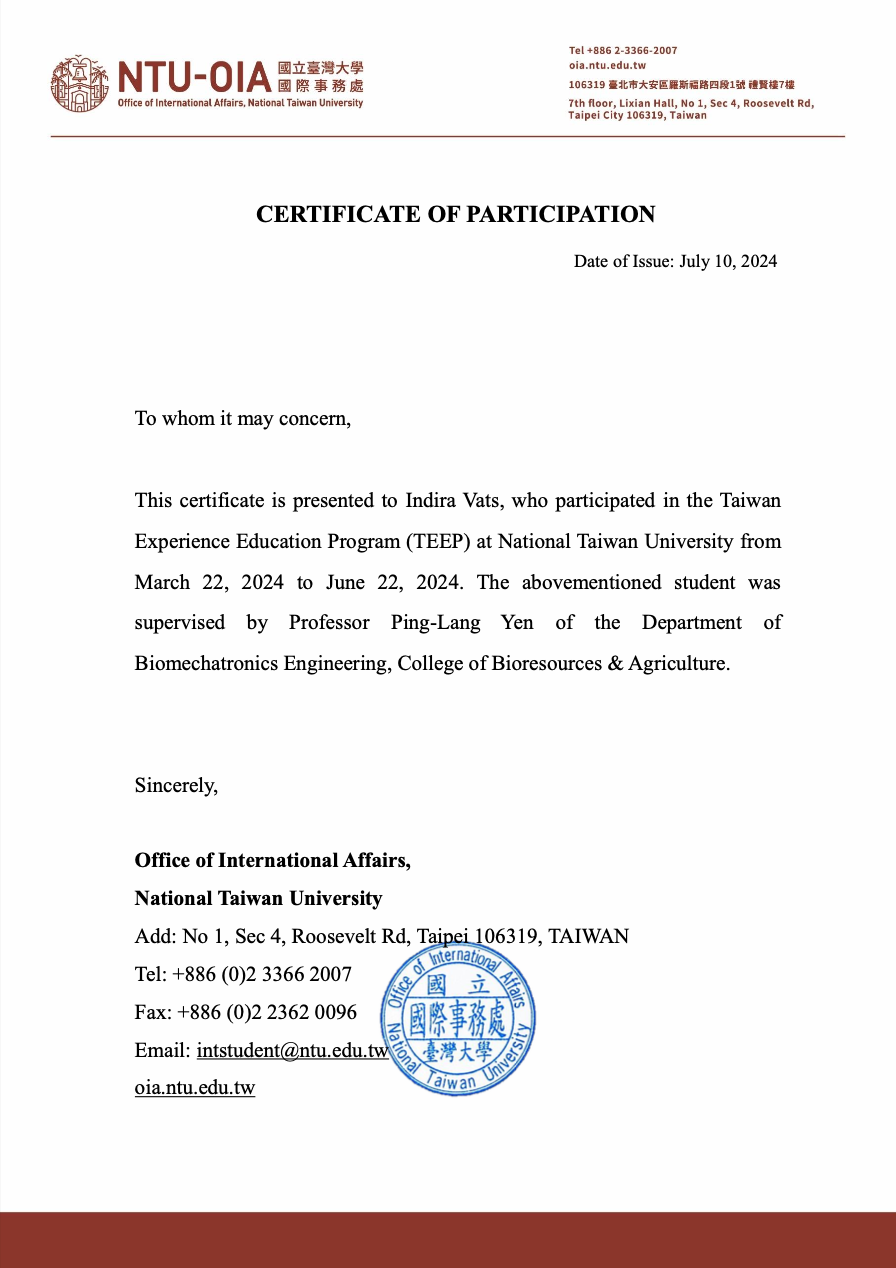 NTU-OIA 國立臺灣大學
國際事務處
Office of International Affairs, National Taiwan University
Tel +886 2-3366-2007
oia.ntu.edu.tw
106319 臺北市大安區羅斯福路四段1號 禮賢樓7樓
7th floor, Lixian Hall, No 1, Sec 4, Roosevelt Rd,
Taipei City 106319, Taiwan
CERTIFICATE OF PARTICIPATION
Date of Issue: July 10, 2024
To whom it may concern,
This certificate is presented to Indira Vats, who participated in the Taiwan
Experience Education Program (TEEP) at National Taiwan University from
March 22, 2024 to June 22, 2024. The abovementioned student was
supervised by Professor Ping-Lang Yen of the Department of
Biomechatronics Engineering, College of Bioresources & Agriculture.
Sincerely,
Office of International Affairs,
National Taiwan University
Add: No 1, Sec 4, Roosevelt Rd, Taipei 106319, TAIWAN
Tel: +886 (0)2 3366 2007
Fax: +886 (0)2 2362 0096
Email: intstudent@ntu.edu.tw
oia.ntu.edu.tw
Office of International Affairs
國立
國際事務處
臺灣大學
National Taiwan University